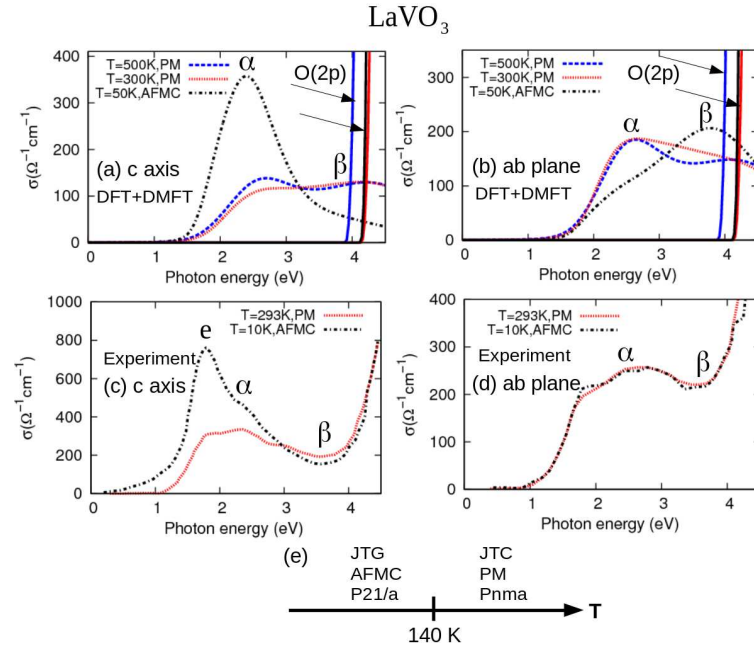 LaVO3
σ(Ω⁻¹cm⁻¹)
400
300
200
100
0
T=500K,PM
T=300K,PM
T=50K,AFMC
α
O(2p)
β
(a) c axis
DFT+DMFT
0 1 2 3 4
Photon energy (eV)
σ(Ω⁻¹cm⁻¹)
300
200
100
0
T=500K,PM
T=300K,PM
T=50K,AFMC
O(2p)
α
β
(b) ab plane
DFT+DMFT
0 1 2 3 4
Photon energy (eV)
σ(Ω⁻¹cm⁻¹)
1000
800
600
400
200
0
T=293K,PM
T=10K,AFMC
e
α
β
Experiment
(c) c axis
0 1 2 3 4
Photon energy (eV)
σ(Ω⁻¹cm⁻¹)
400
300
200
100
0
T=293K,PM
T=10K,AFMC
Experiment
α
β
(d) ab plane
0 1 2 3 4
Photon energy (eV)
(e)
JTG
AFMC
P21/a
JTC
PM
Pnma
T
140 K